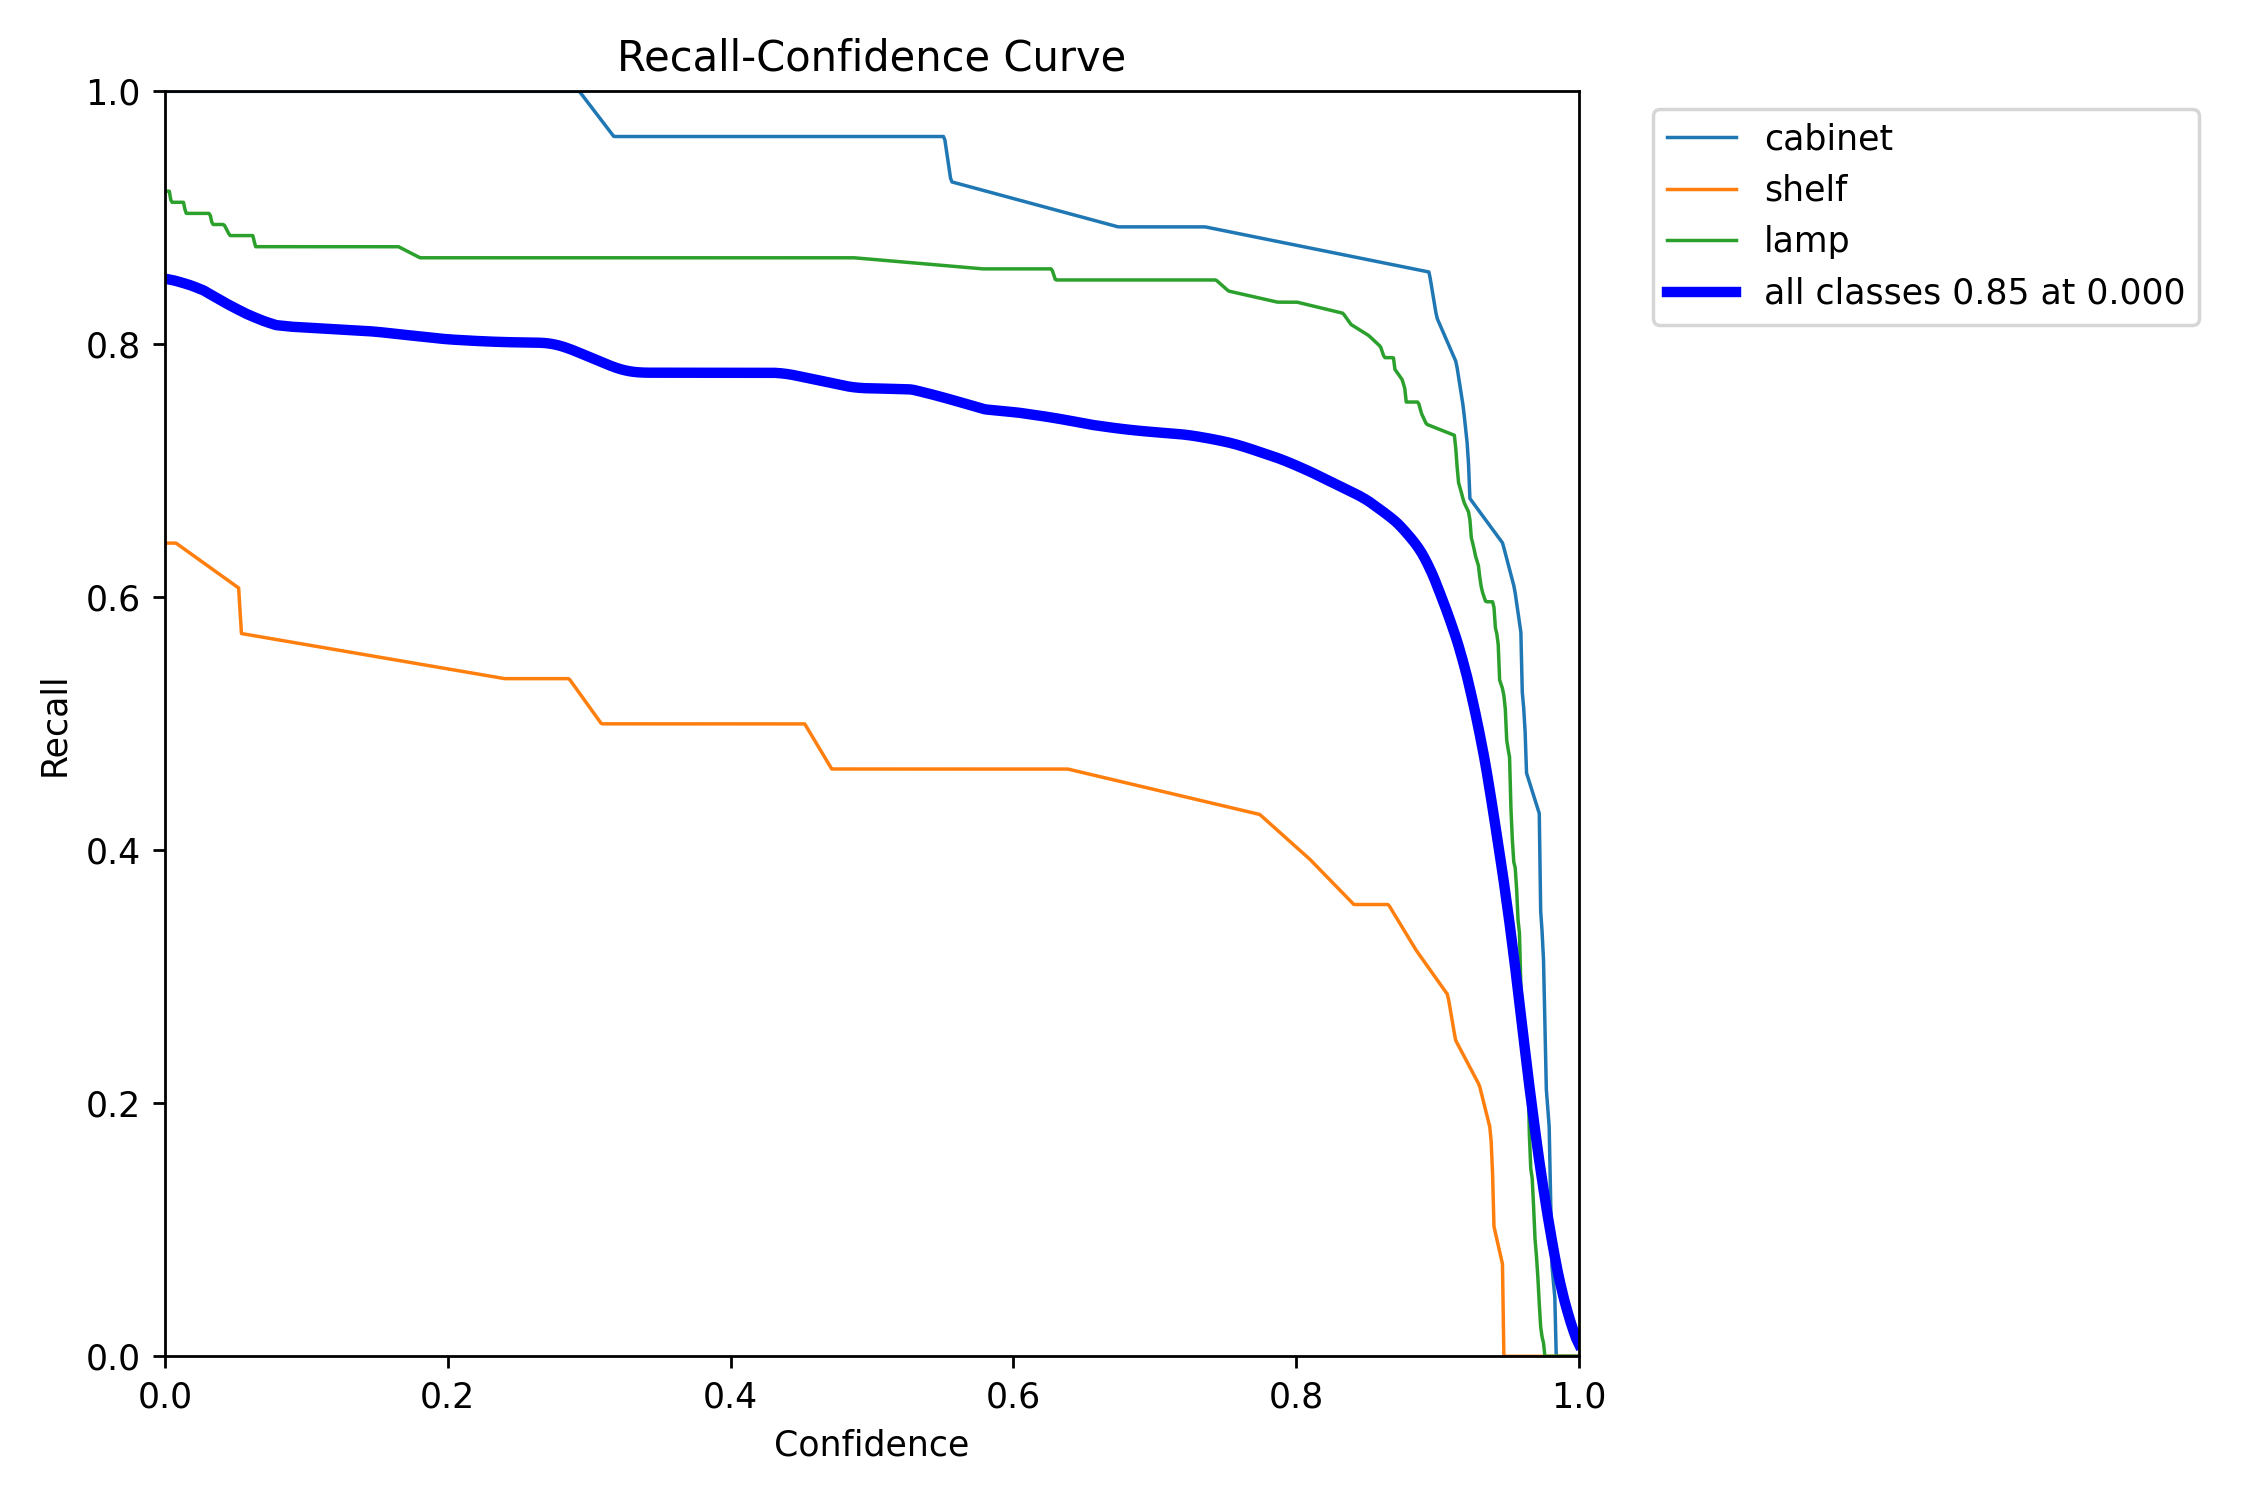 Recall-Confidence Curve
1.0
0.8
0.6
0.4
0.2
0.0
Recall
0.0 0.2 0.4 0.6 0.8 1.0
Confidence
cabinet
shelf
lamp
all classes 0.85 at 0.000